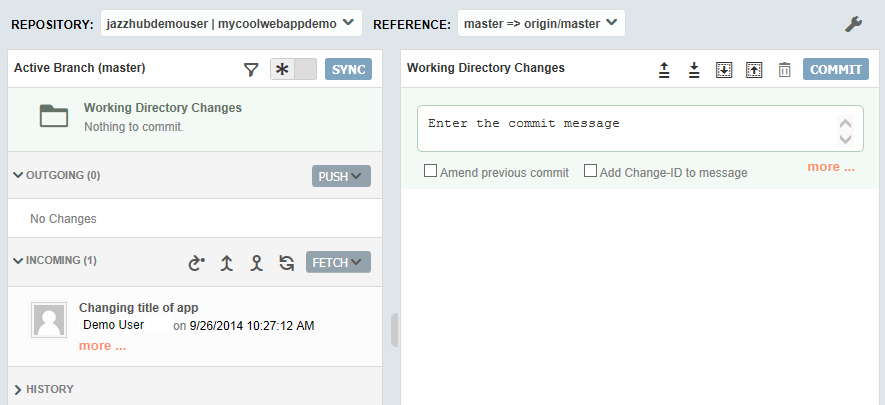 REPOSITORY: jazzhubdemouser | mycoolwebappdemo REFERENCE: master => origin/master
Active Branch (master) SYNC
Working Directory Changes
Nothing to commit.
OUTGOING (0) PUSH
No Changes
INCOMING (1) FETCH
Changing title of app
Demo User on 9/26/2014 10:27:12 AM
more ...
HISTORY
Working Directory Changes COMMIT
Enter the commit message
Amend previous commit Add Change-ID to message more ...